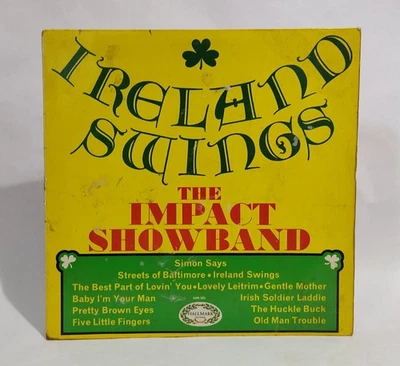 IRELAND
SWINGS
THE
IMPACT
SHOWBAND
Simon Says
Streets of Baltimore • Ireland Swings
The Best Part of Lovin' You • Lovely Leitrim • Gentle Mother
Baby I'm Your Man
Irish Soldier Laddie
Pretty Brown Eyes
The Huckle Buck
Five Little Fingers
Old Man Trouble
HALLMARK